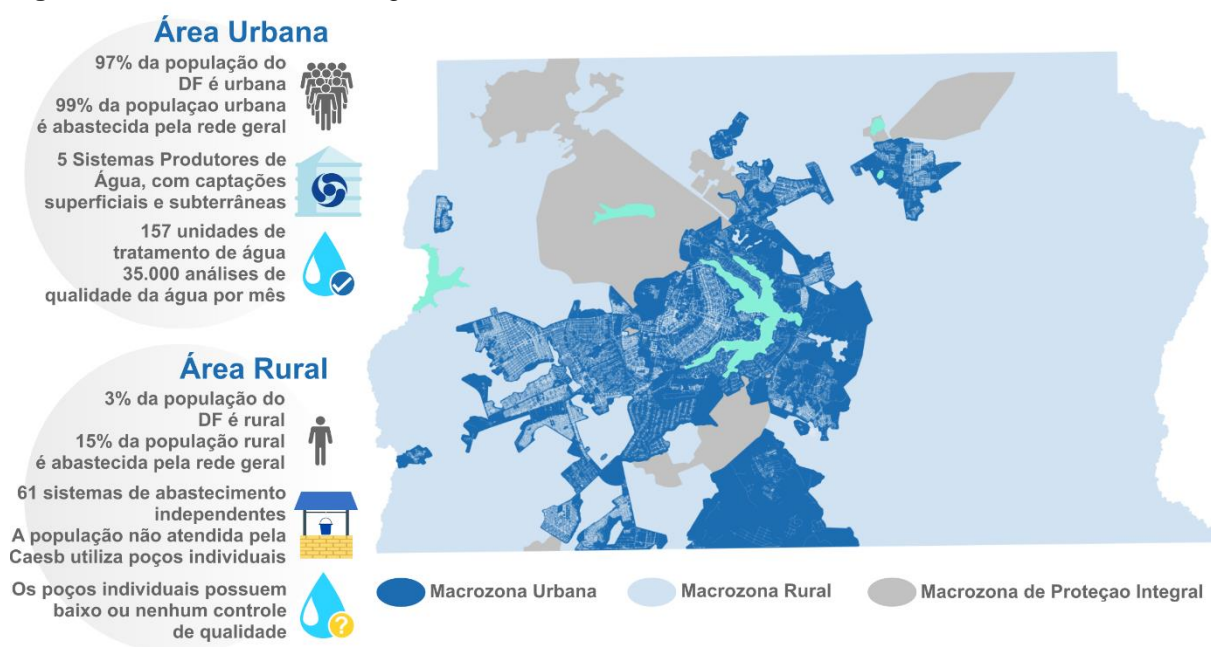 Área Urbana
97% da população do
DF é urbana
99% da populaçao urbana
é abastecida pela rede geral
5 Sistemas Produtores de
Água, com captações
superficiais e subterrâneas
157 unidades de
tratamento de água
35.000 análises de
qualidade da água por mês
Área Rural
3% da população do
DF é rural
15% da população rural
é abastecida pela rede geral
61 sistemas de abastecimento
independentes
A população não atendida pela
Caesb utiliza poços individuais
Os poços individuais possuem
baixo ou nenhum controle
de qualidade
Macrozona Urbana
Macrozona Rural
Macrozona de Proteçao Integral